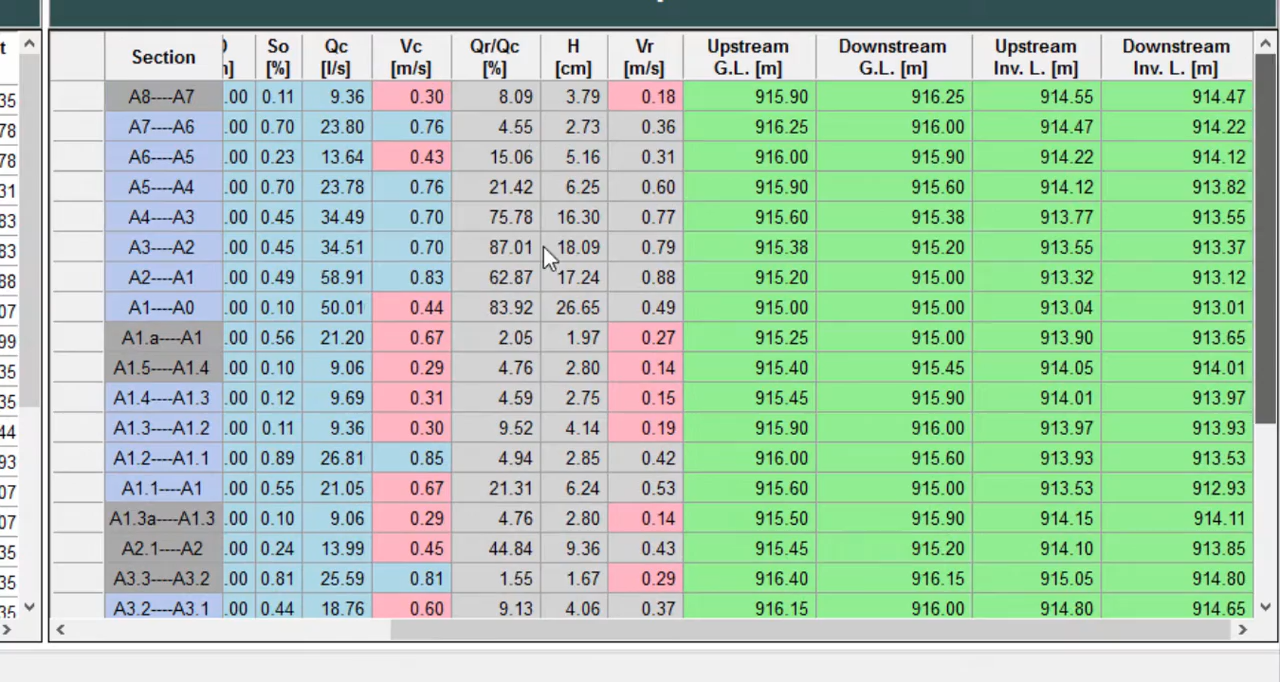 Section So Qc Vc Qr/Qc H Vr Upstream Downstream Upstream Downstream
[%] [l/s] [m/s] [%] [cm] [m/s] G.L. [m] G.L. [m] Inv. L. [m] Inv. L. [m]
35 A8----A7 .00 0.11 9.36 0.30 8.09 3.79 0.18 915.90 916.25 914.55 914.47
78 A7----A6 .00 0.70 23.80 0.76 4.55 2.73 0.36 916.25 916.00 914.47 914.22
78 A6----A5 .00 0.23 13.64 0.43 15.06 5.16 0.31 916.00 915.90 914.22 914.12
31 A5----A4 .00 0.70 23.78 0.76 21.42 6.25 0.60 915.90 915.60 914.12 913.82
83 A4----A3 .00 0.45 34.49 0.70 75.78 16.30 0.77 915.60 915.38 913.77 913.55
83 A3----A2 .00 0.45 34.51 0.70 87.01 18.09 0.79 915.38 915.20 913.55 913.37
88 A2----A1 .00 0.49 58.91 0.83 62.87 17.24 0.88 915.20 915.00 913.32 913.12
07 A1----A0 .00 0.10 50.01 0.44 83.92 26.65 0.49 915.00 915.00 913.04 913.01
99 A1.a----A1 .00 0.56 21.20 0.67 2.05 1.97 0.27 915.25 915.00 913.90 913.65
35 A1.5----A1.4 .00 0.10 9.06 0.29 4.76 2.80 0.14 915.40 915.45 914.05 914.01
35 A1.4----A1.3 .00 0.12 9.69 0.31 4.59 2.75 0.15 915.45 915.90 914.01 913.97
44 A1.3----A1.2 .00 0.11 9.36 0.30 9.52 4.14 0.19 915.90 916.00 913.97 913.93
93 A1.2----A1.1 .00 0.89 26.81 0.85 4.94 2.85 0.42 916.00 915.60 913.93 913.53
07 A1.1----A1 .00 0.55 21.05 0.67 21.31 6.24 0.53 915.60 915.00 913.53 912.93
07 A1.3a----A1.3 .00 0.10 9.06 0.29 4.76 2.80 0.14 915.50 915.90 914.15 914.11
35 A2.1----A2 .00 0.24 13.99 0.45 44.84 9.36 0.43 915.45 915.20 914.10 913.85
35 A3.3----A3.2 .00 0.81 25.59 0.81 1.55 1.67 0.29 916.40 916.15 915.05 914.80
35 A3.2----A3.1 .00 0.44 18.76 0.60 9.13 4.06 0.37 916.15 916.00 914.80 914.65